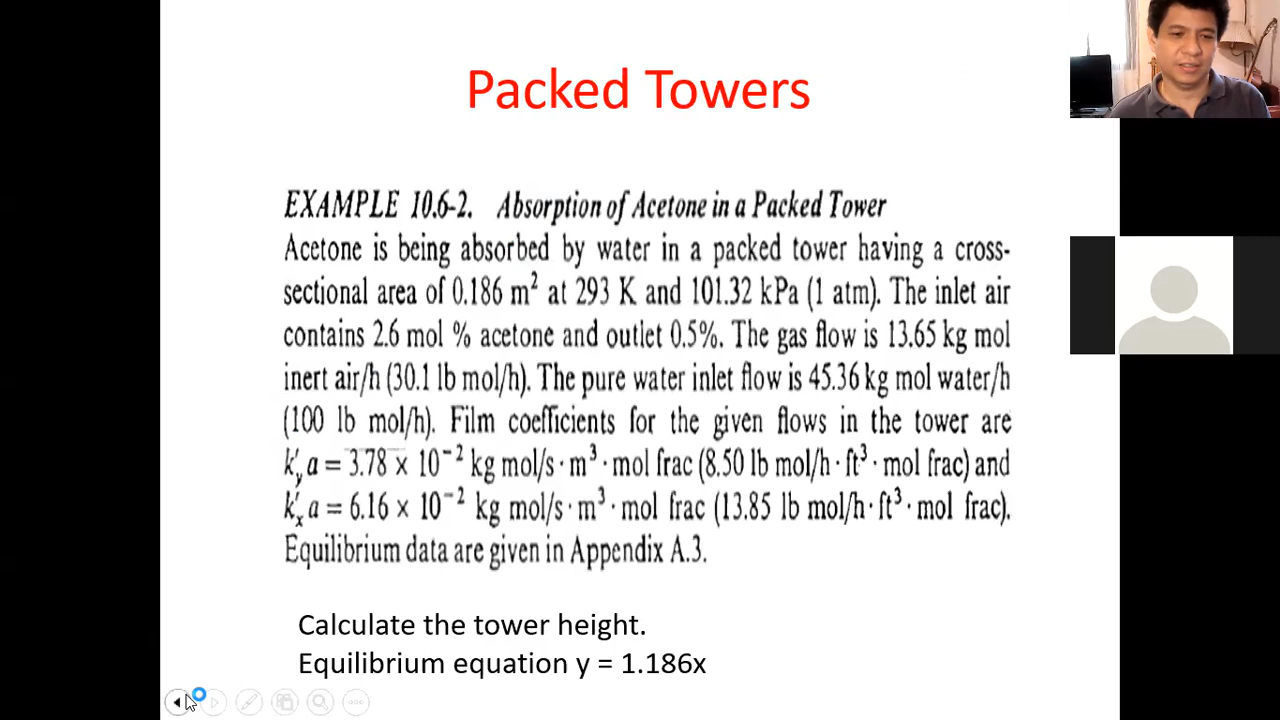 Packed Towers
EXAMPLE 10.6-2. Absorption of Acetone in a Packed Tower
Acetone is being absorbed by water in a packed tower having a cross-
sectional area of 0.186 m² at 293 K and 101.32 kPa (1 atm). The inlet air
contains 2.6 mol % acetone and outlet 0.5%. The gas flow is 13.65 kg mol
inert air/h (30.1 lb mol/h). The pure water inlet flow is 45.36 kg mol water/h
(100 lb mol/h). Film coefficients for the given flows in the tower are
k'ᵧa = 3.78 × 10⁻² kg mol/s·m³·mol frac (8.50 lb mol/h·ft³·mol frac) and
k'ₓa = 6.16 × 10⁻² kg mol/s·m³·mol frac (13.85 lb mol/h·ft³·mol frac).
Equilibrium data are given in Appendix A.3.
Calculate the tower height.
Equilibrium equation y = 1.186x